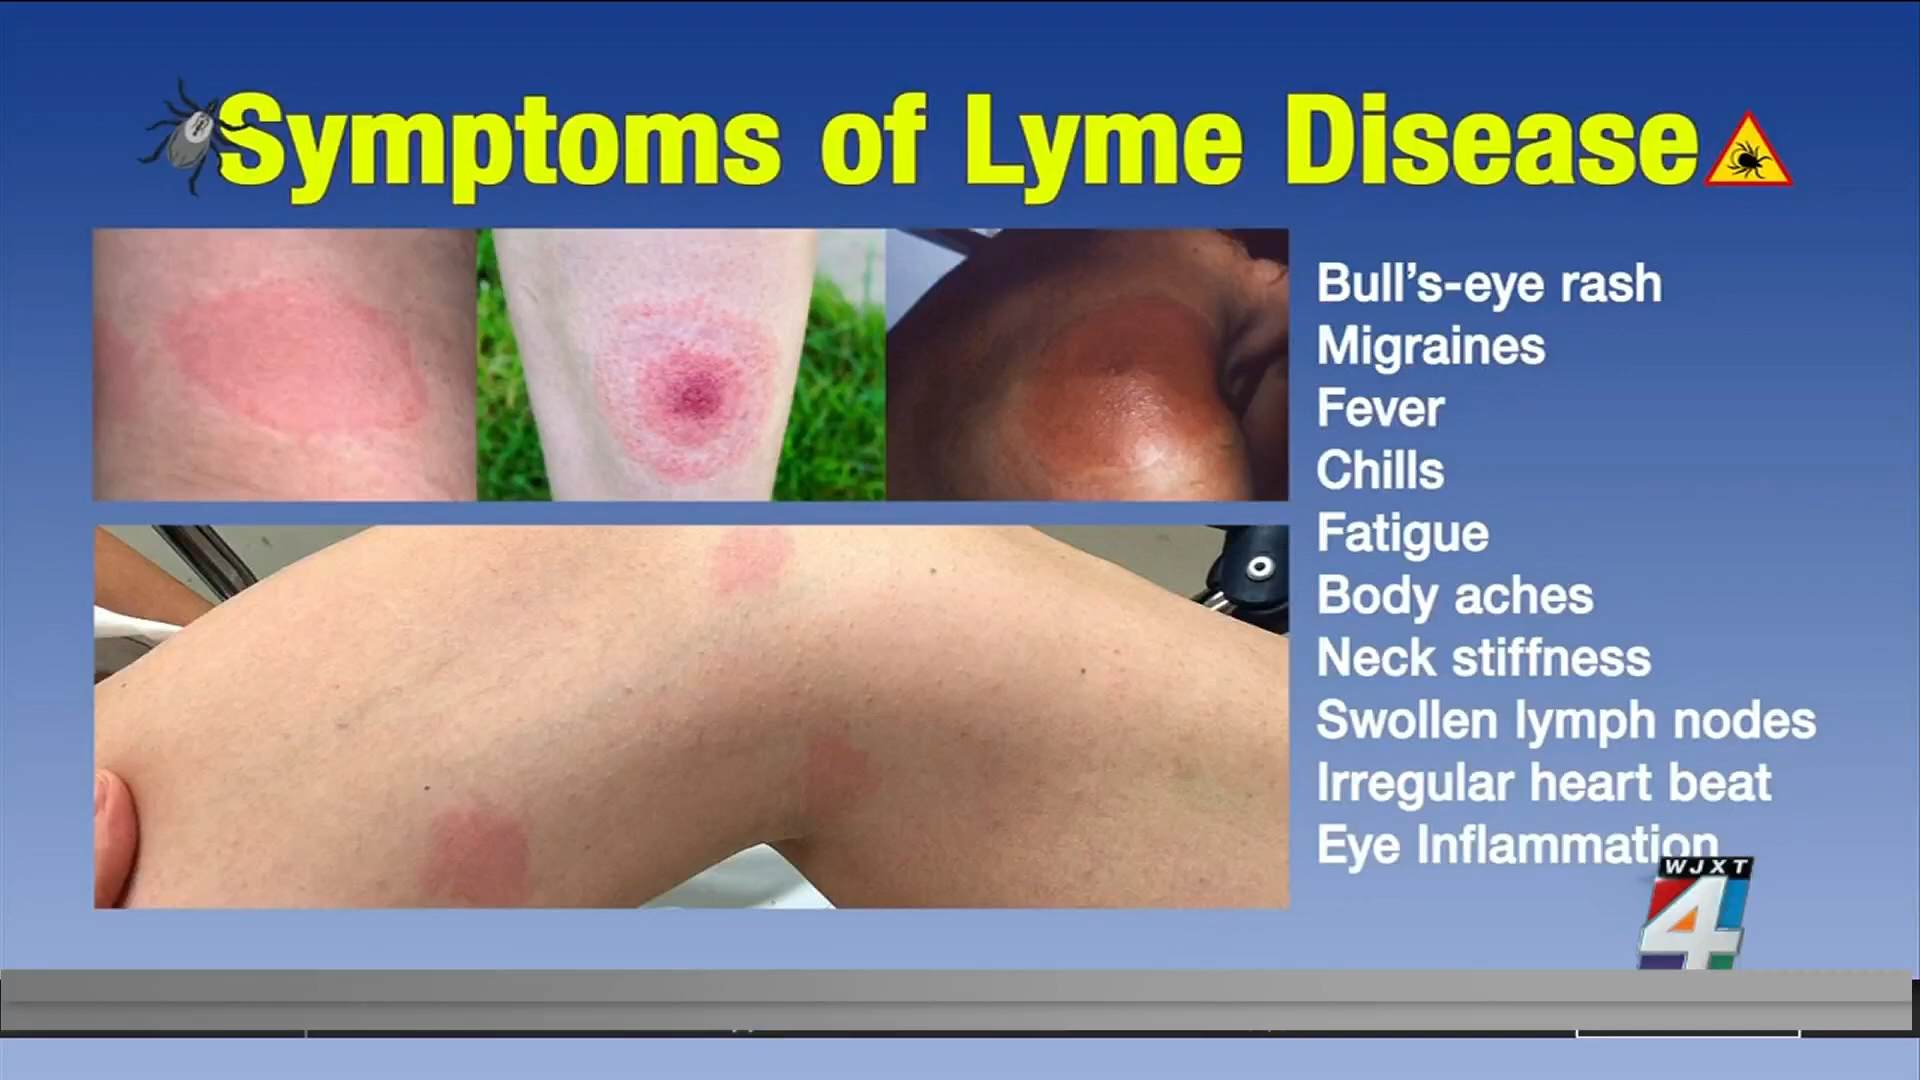 Symptoms of Lyme Disease
Bull's-eye rash
Migraines
Fever
Chills
Fatigue
Body aches
Neck stiffness
Swollen lymph nodes
Irregular heart beat
Eye Inflammation
WJXT
4